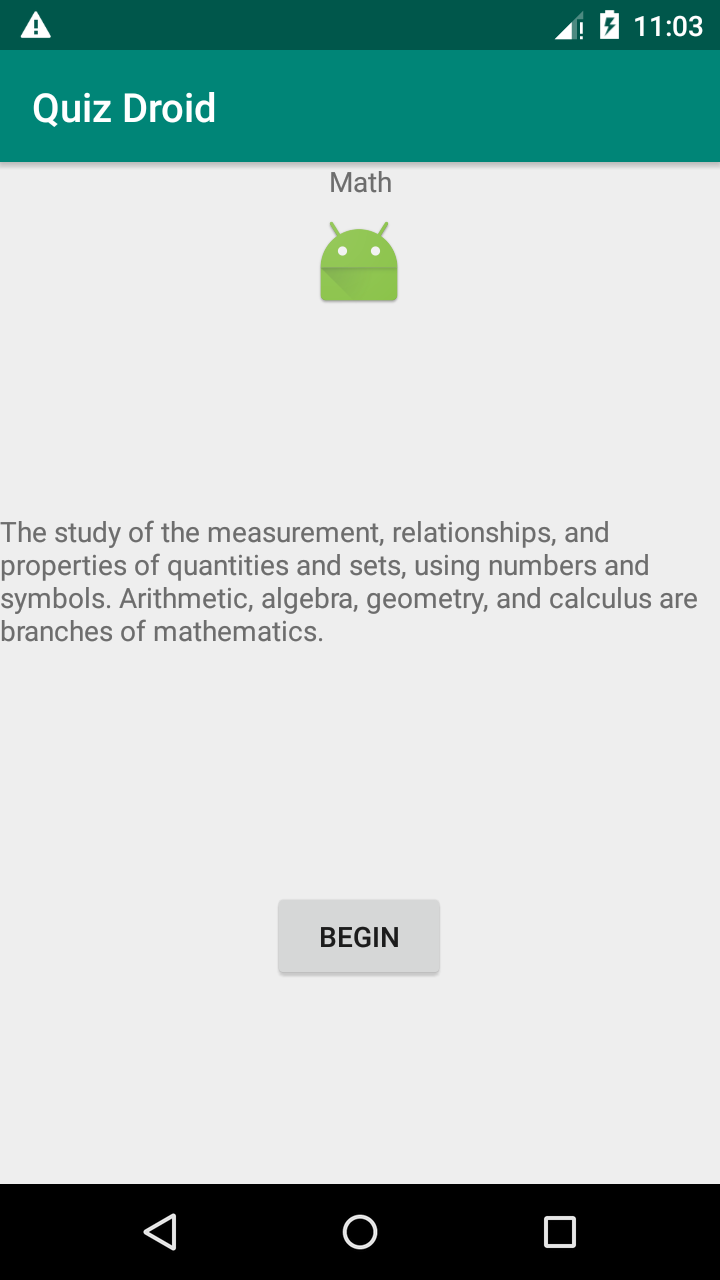 11:03
Quiz Droid
Math
The study of the measurement, relationships, and
properties of quantities and sets, using numbers and
symbols. Arithmetic, algebra, geometry, and calculus are
branches of mathematics.
BEGIN